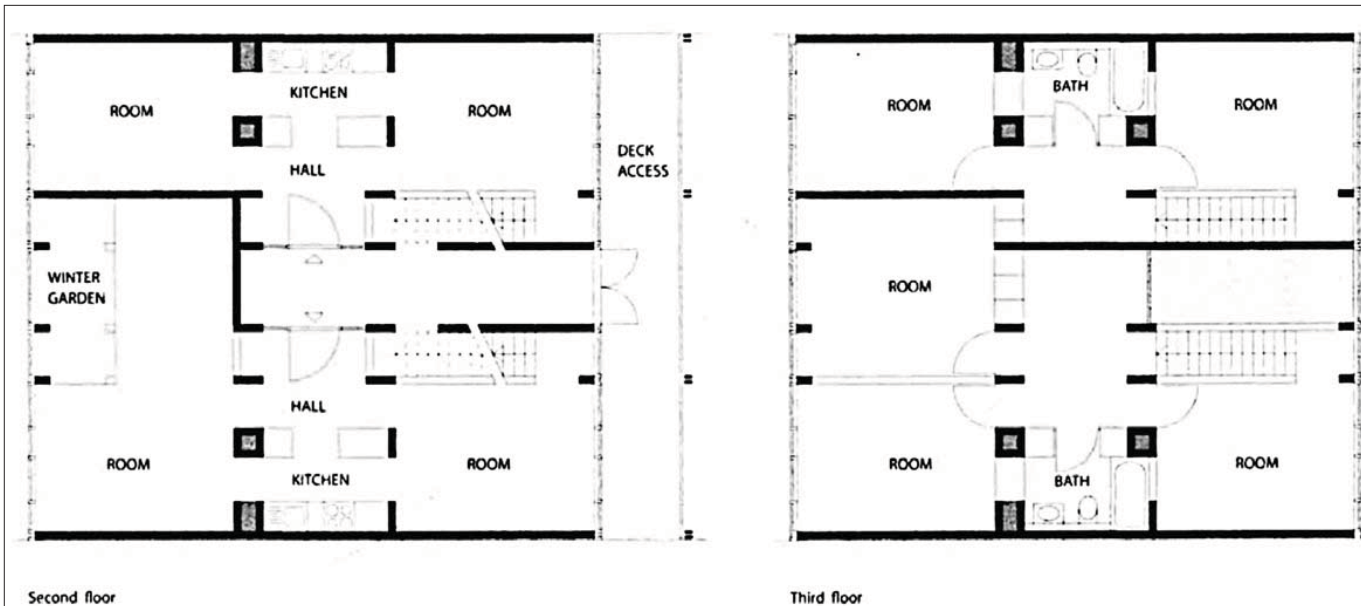 KITCHEN
ROOM
ROOM
HALL
DECK
ACCESS
WINTER
GARDEN
HALL
ROOM
ROOM
KITCHEN
Second floor
BATH
ROOM
ROOM
ROOM
ROOM
ROOM
BATH
Third floor